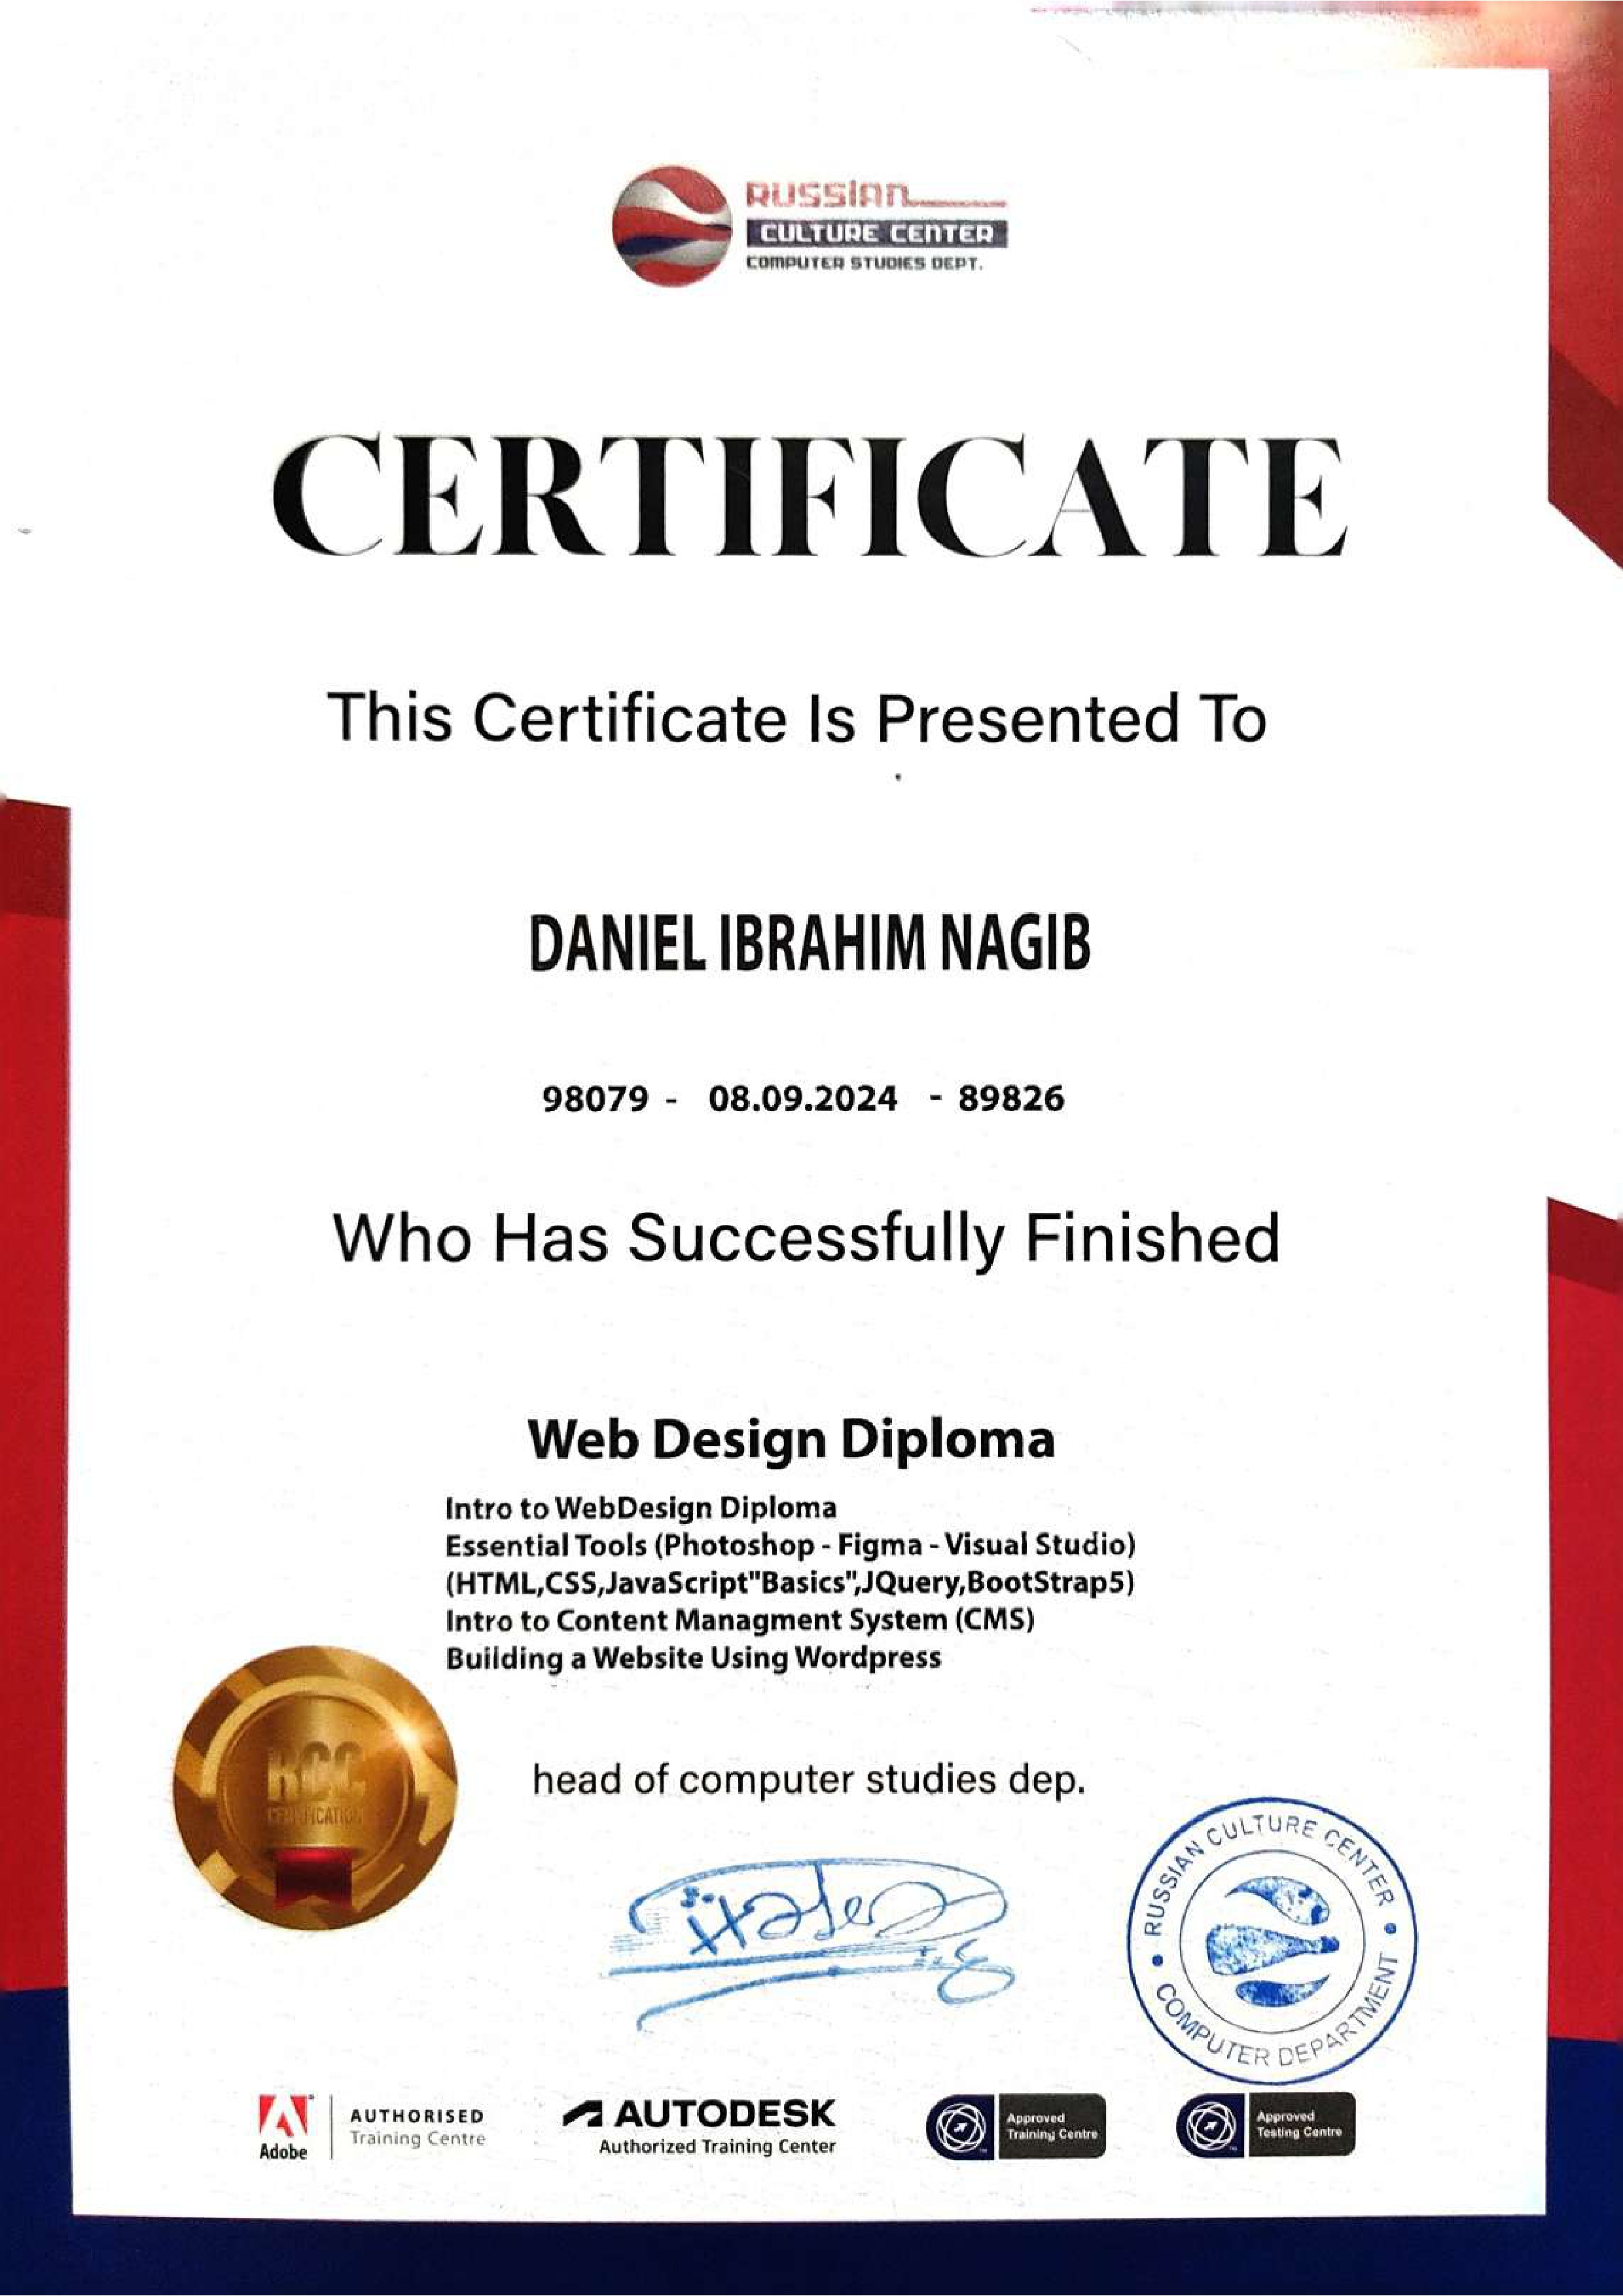 RUSSIAN
CULTURE CENTER
COMPUTER STUDIES DEPT.
CERTIFICATE
This Certificate Is Presented To
DANIEL IBRAHIM NAGIB
98079 - 08.09.2024 - 89826
Who Has Successfully Finished
Web Design Diploma
Intro to WebDesign Diploma
Essential Tools (Photoshop - Figma - Visual Studio)
(HTML,CSS,JavaScript"Basics",JQuery,BootStrap5)
Intro to Content Managment System (CMS)
Building a Website Using Wordpress
RCC
CERTIFICATION
head of computer studies dep.
RUSSIAN CULTURE CENTER
COMPUTER DEPARTMENT
Adobe
AUTHORISED
Training Centre
AUTODESK
Authorized Training Center
Approved
Training Centre
Approved
Testing Centre